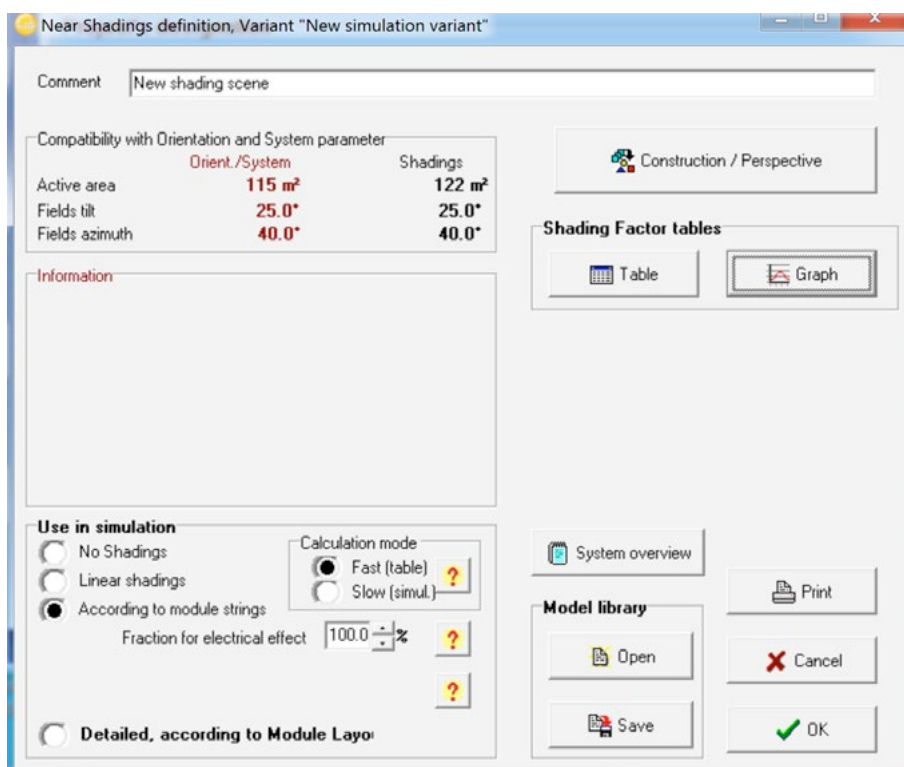 Near Shadings definition, Variant "New simulation variant"
Comment New shading scene
Compatibility with Orientation and System parameter
Orient./System Shadings
Active area 115 m² 122 m²
Fields tilt 25.0° 25.0°
Fields azimuth 40.0° 40.0°
Information
Construction / Perspective
Shading Factor tables
Table Graph
Use in simulation
No Shadings
Linear shadings
According to module strings
Calculation mode
Fast (table)
Slow (simul.)
?
Fraction for electrical effect 100.0 % ?
?
Detailed, according to Module Layou
System overview
Model library
Open
Save
Print
Cancel
OK